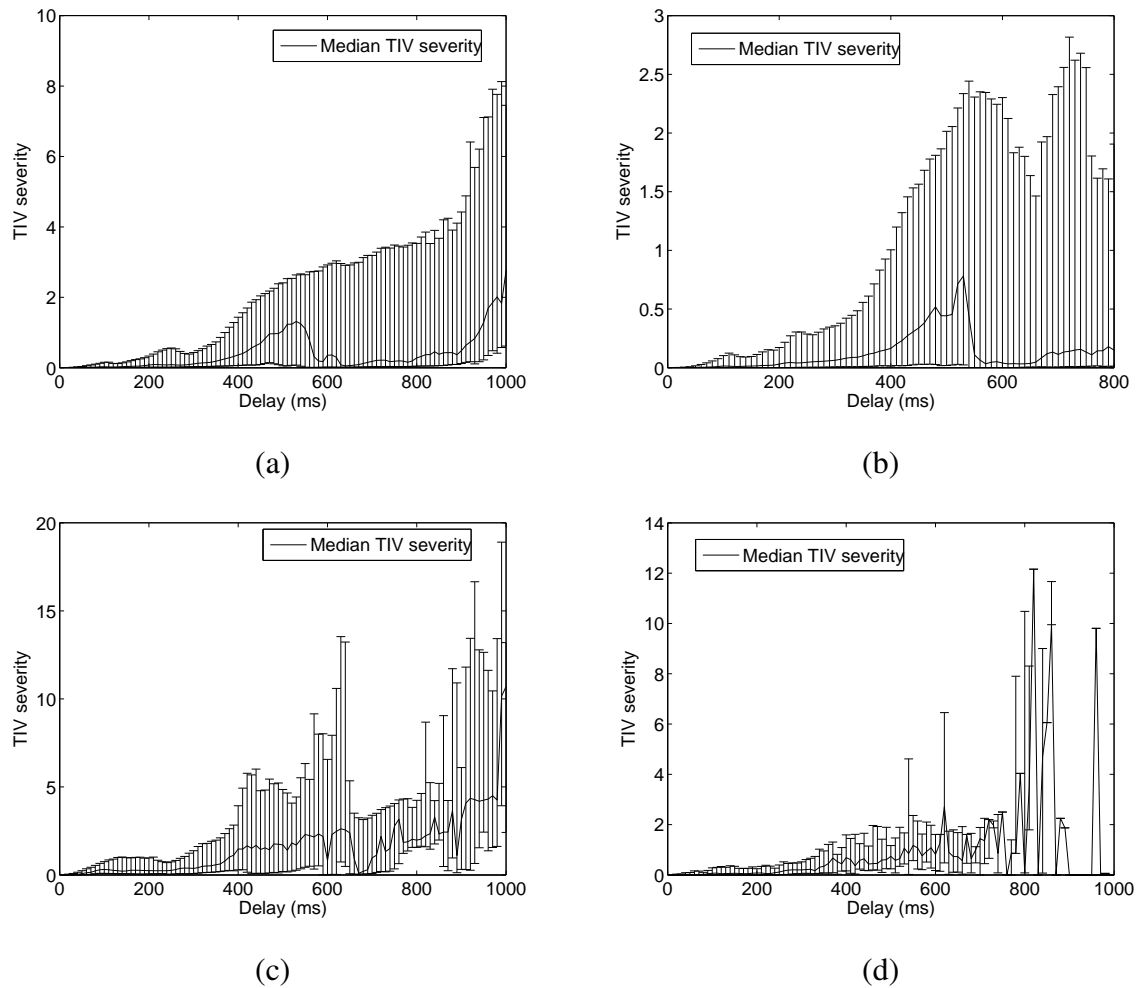 10
8
6
4
2
0
TIV severity
Median TIV severity
0 200 400 600 800 1000
Delay (ms)
(a)
3
2.5
2
1.5
1
0.5
0
TIV severity
Median TIV severity
0 200 400 600 800
Delay (ms)
(b)
20
15
10
5
0
TIV severity
Median TIV severity
0 200 400 600 800 1000
Delay (ms)
(c)
14
12
10
8
6
4
2
0
TIV severity
Median TIV severity
0 200 400 600 800 1000
Delay (ms)
(d)